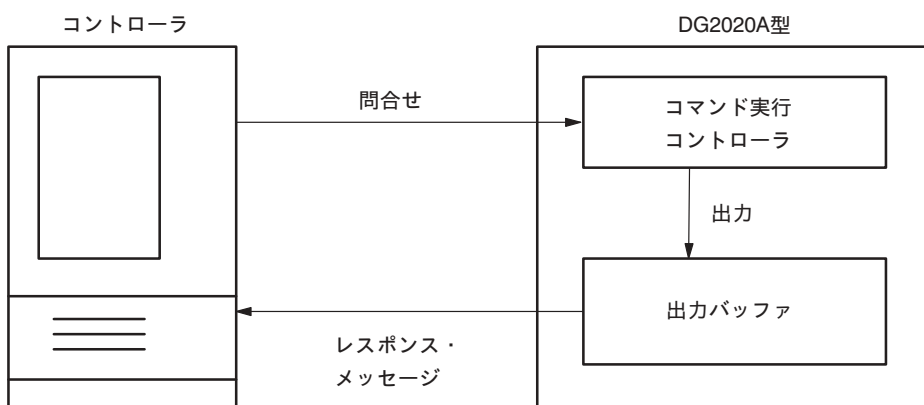 コントローラ
DG2020A型
問合せ
コマンド実行
コントローラ
出力
出力バッファ
レスポンス・
メッセージ